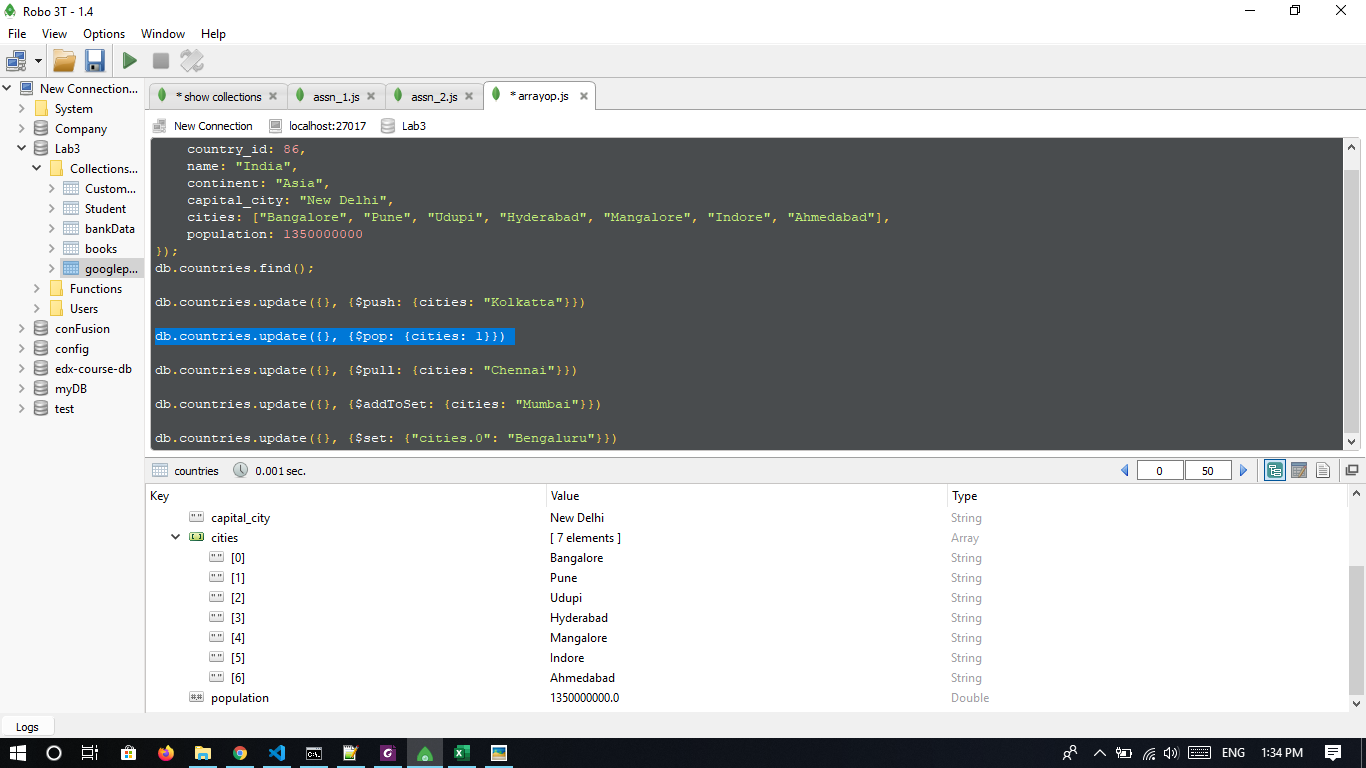 Robo 3T - 1.4
File View Options Window Help
New Connection...
System
Company
Lab3
Collections...
Custom...
Student
bankData
books
googlep...
Functions
Users
conFusion
config
edx-course-db
myDB
test
* show collections
assn_1.js
assn_2.js
* arrayop.js
New Connection localhost:27017 Lab3
country_id: 86,
name: "India",
continent: "Asia",
capital_city: "New Delhi",
cities: ["Bangalore", "Pune", "Udupi", "Hyderabad", "Mangalore", "Indore", "Ahmedabad"],
population: 1350000000
});
db.countries.find();
db.countries.update({}, {$push: {cities: "Kolkatta"}})
db.countries.update({}, {$pop: {cities: 1}})
db.countries.update({}, {$pull: {cities: "Chennai"}})
db.countries.update({}, {$addToSet: {cities: "Mumbai"}})
db.countries.update({}, {$set: {"cities.0": "Bengaluru"}})
countries 0.001 sec. 0 50
Key Value Type
capital_city New Delhi String
cities [ 7 elements ] Array
[0] Bangalore String
[1] Pune String
[2] Udupi String
[3] Hyderabad String
[4] Mangalore String
[5] Indore String
[6] Ahmedabad String
population 1350000000.0 Double
Logs
ENG 1:34 PM